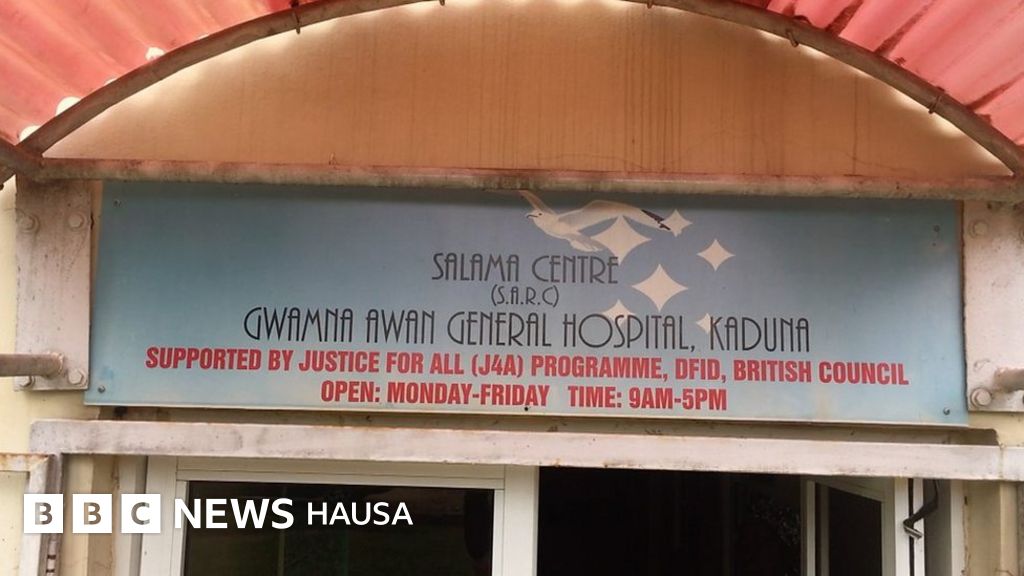 SALAMA CENTRE
(S.A.R.C)
GWAMNA AWAN GENERAL HOSPITAL, KADUNA
SUPPORTED BY JUSTICE FOR ALL (J4A) PROGRAMME, DFID, BRITISH COUNCIL
OPEN: MONDAY-FRIDAY TIME: 9AM-5PM
BBC NEWS HAUSA